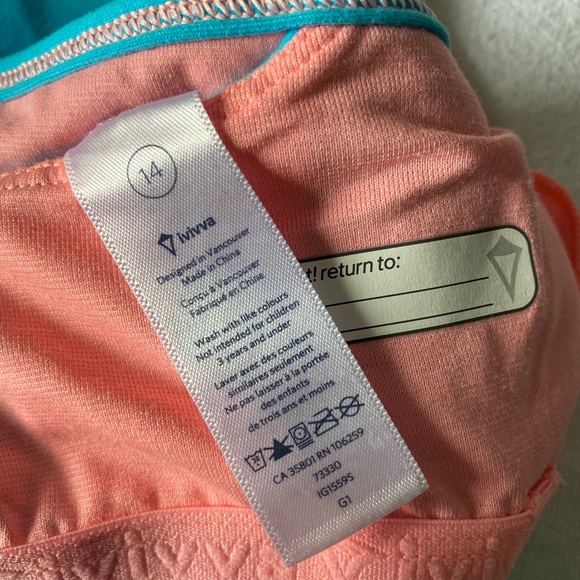 14
ivivva
Designed in Vancouver
Made in China
Conçu à Vancouver
Fabriqué en Chine
Wash with like colours
Not intended for children
3 years and under
Laver avec des couleurs
similaires seulement
Ne pas laisser à la portée
des enfants
de trois ans et moins
CA 35801 RN 106259
73330
IG1559S
G1
t! return to:
ivivva